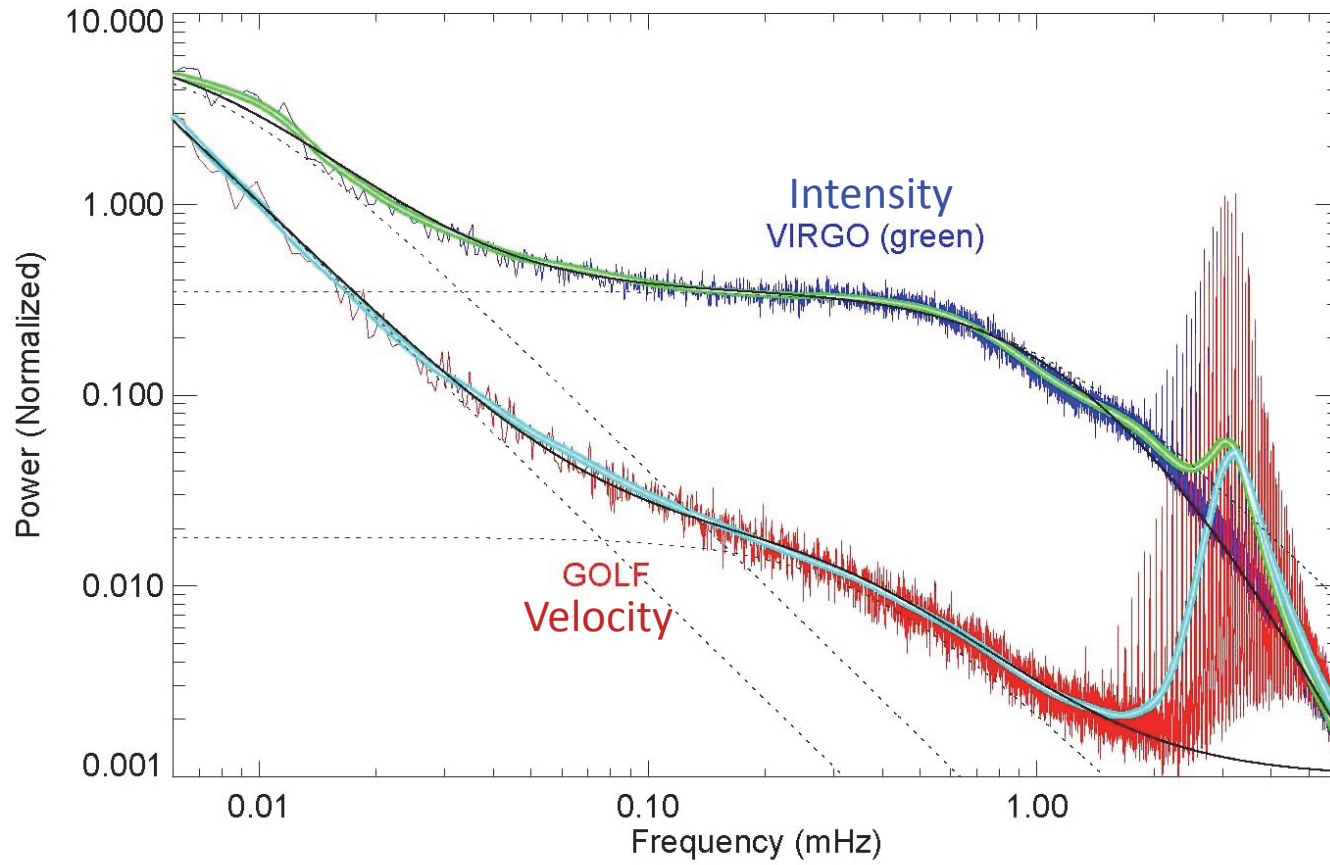 10.000
1.000
0.100
0.010
0.001
Power (Normalized)
Intensity
VIRGO (green)
GOLF
Velocity
0.01
0.10
1.00
Frequency (mHz)